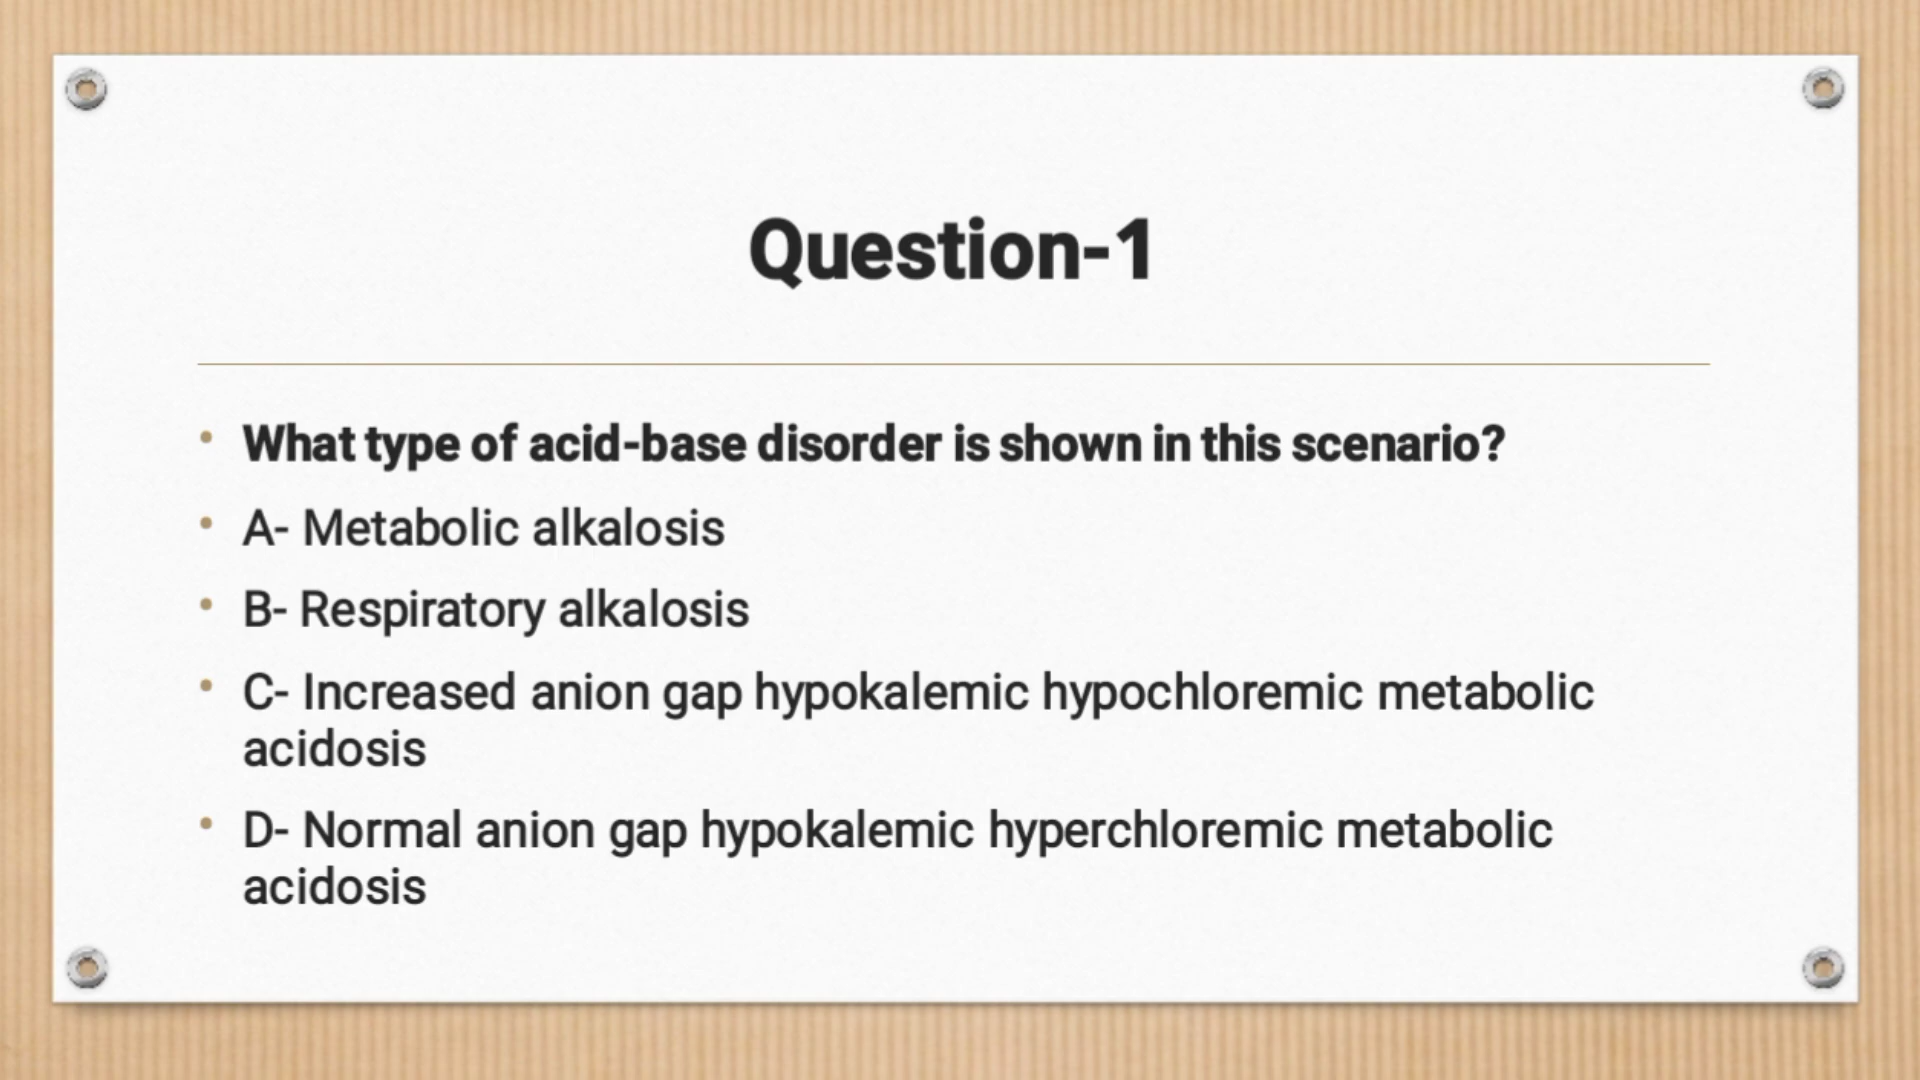 Question-1
• What type of acid-base disorder is shown in this scenario?
• A- Metabolic alkalosis
• B- Respiratory alkalosis
• C- Increased anion gap hypokalemic hypochloremic metabolic
acidosis
• D- Normal anion gap hypokalemic hyperchloremic metabolic
acidosis